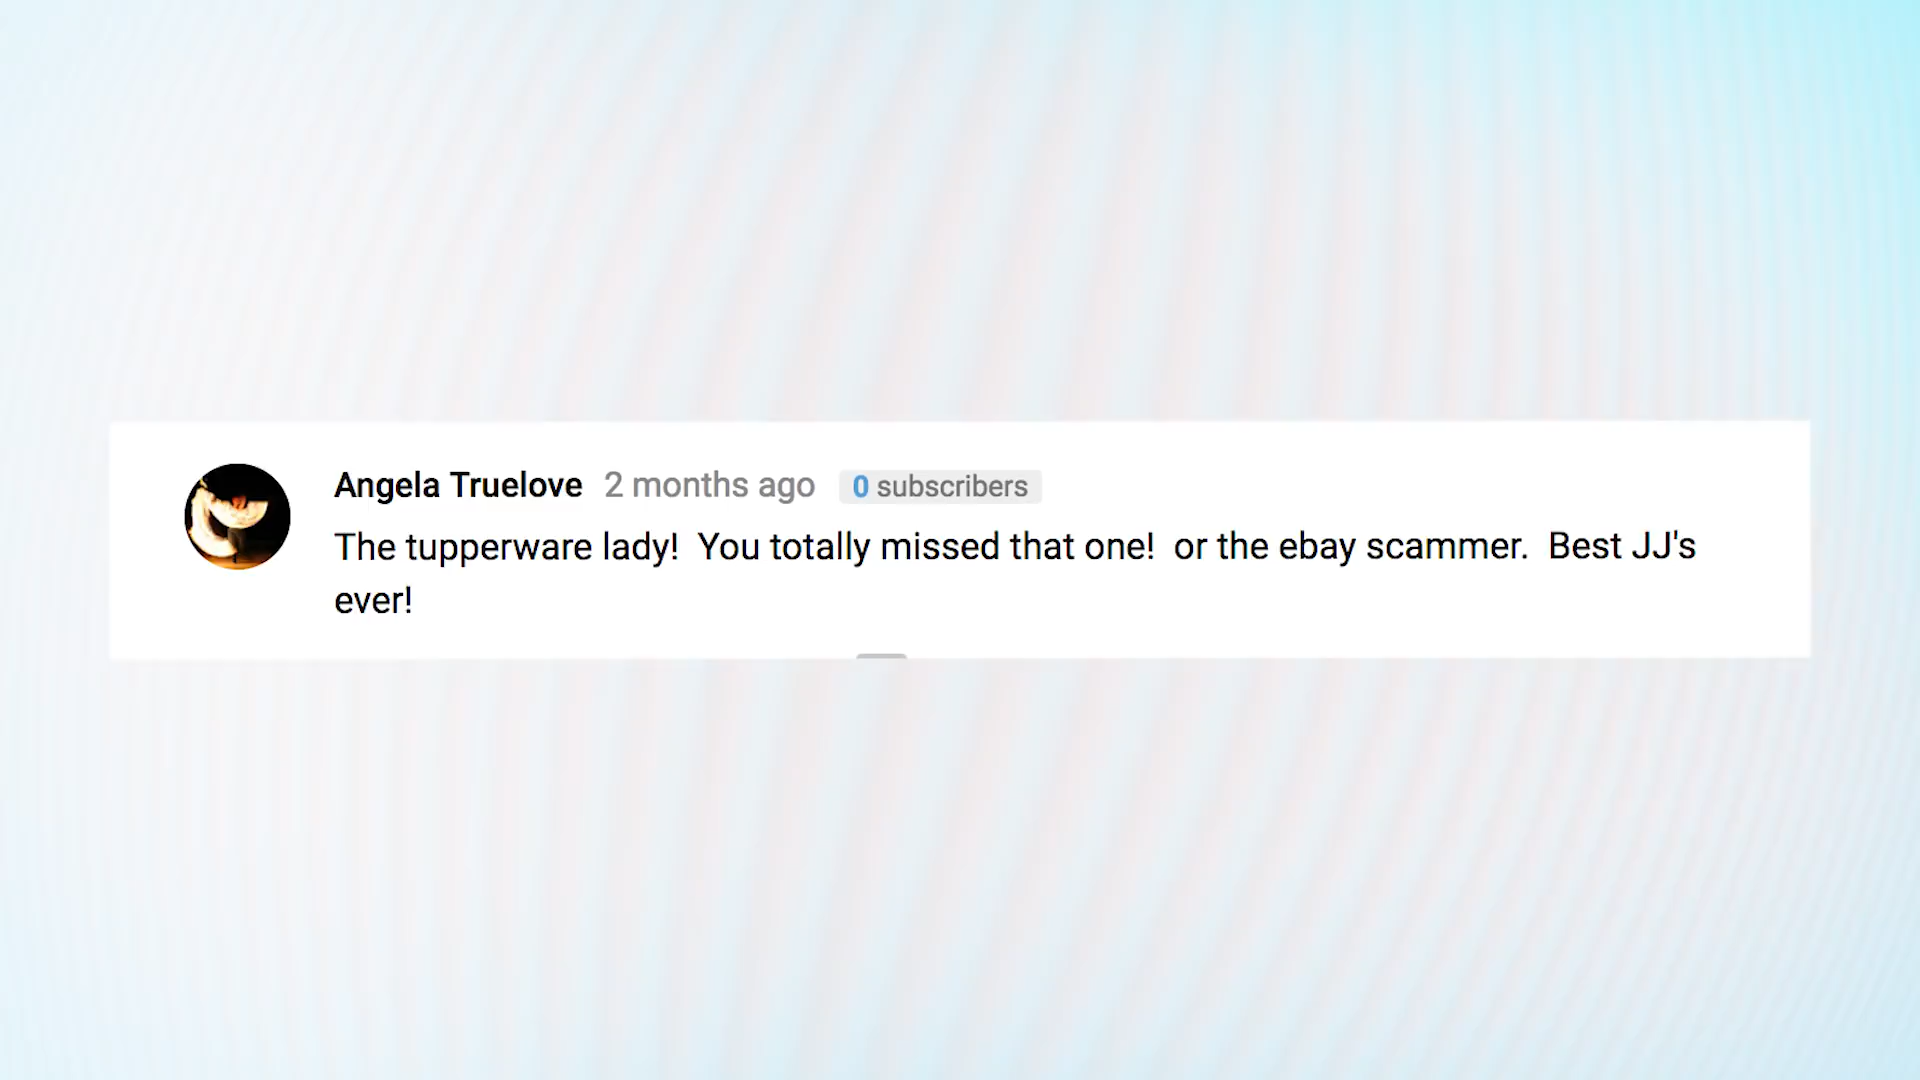 Angela Truelove 2 months ago 0 subscribers
The tupperware lady!  You totally missed that one!  or the ebay scammer.  Best JJ's
ever!